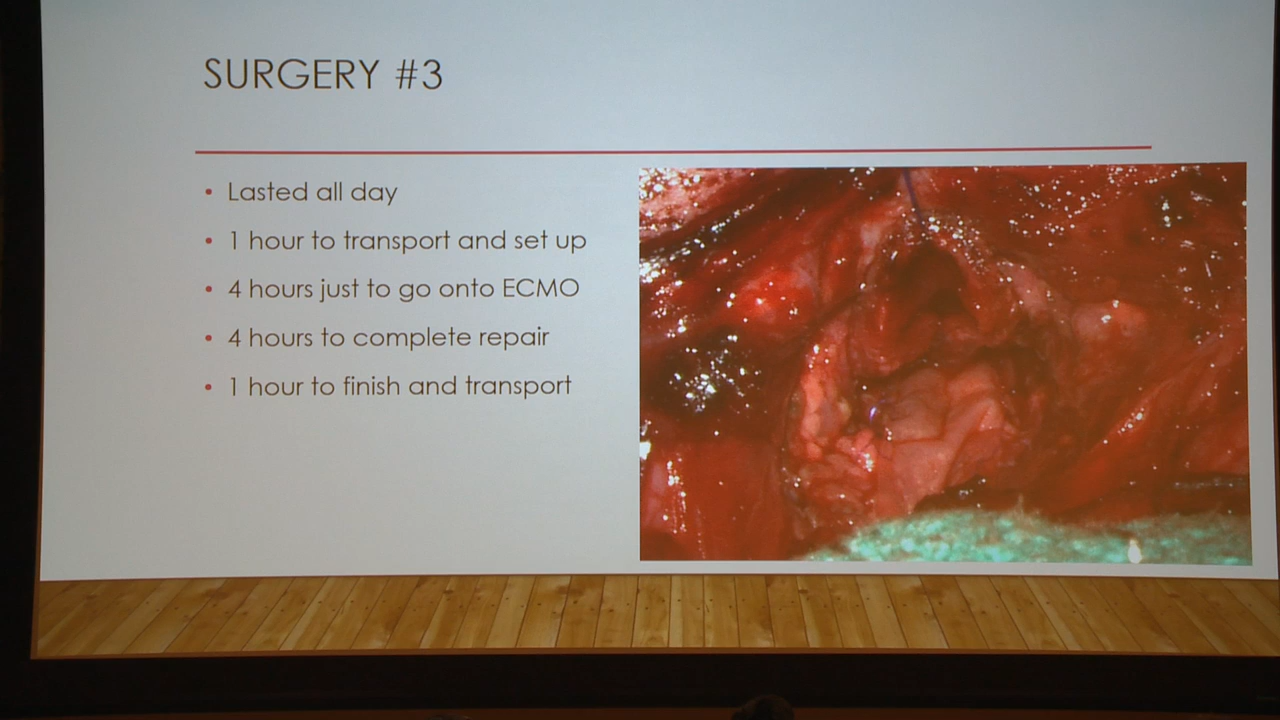 SURGERY #3
• Lasted all day
• 1 hour to transport and set up
• 4 hours just to go onto ECMO
• 4 hours to complete repair
• 1 hour to finish and transport